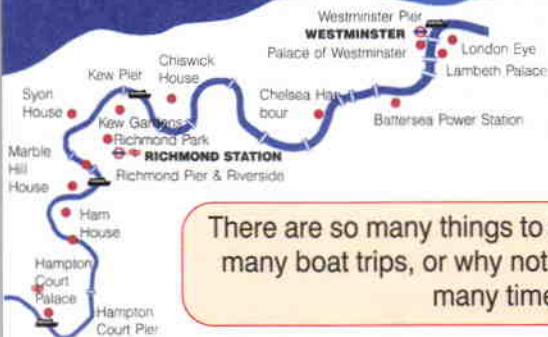 Westminster Pier
WESTMINSTER
Palace of Westminster
London Eye
Lambeth Palace
Chiswick
House
Kew Pier
Chelsea Har
bour
Battersea Power Station
Syon
House
Kew Gardens
Richmond Park
RICHMOND STATION
Richmond Pier & Riverside
Marble
Hill
House
Ham
House
Hampton
Court
Palace
Hampton
Court Pier
There are so many things to
many boat trips, or why not
many time